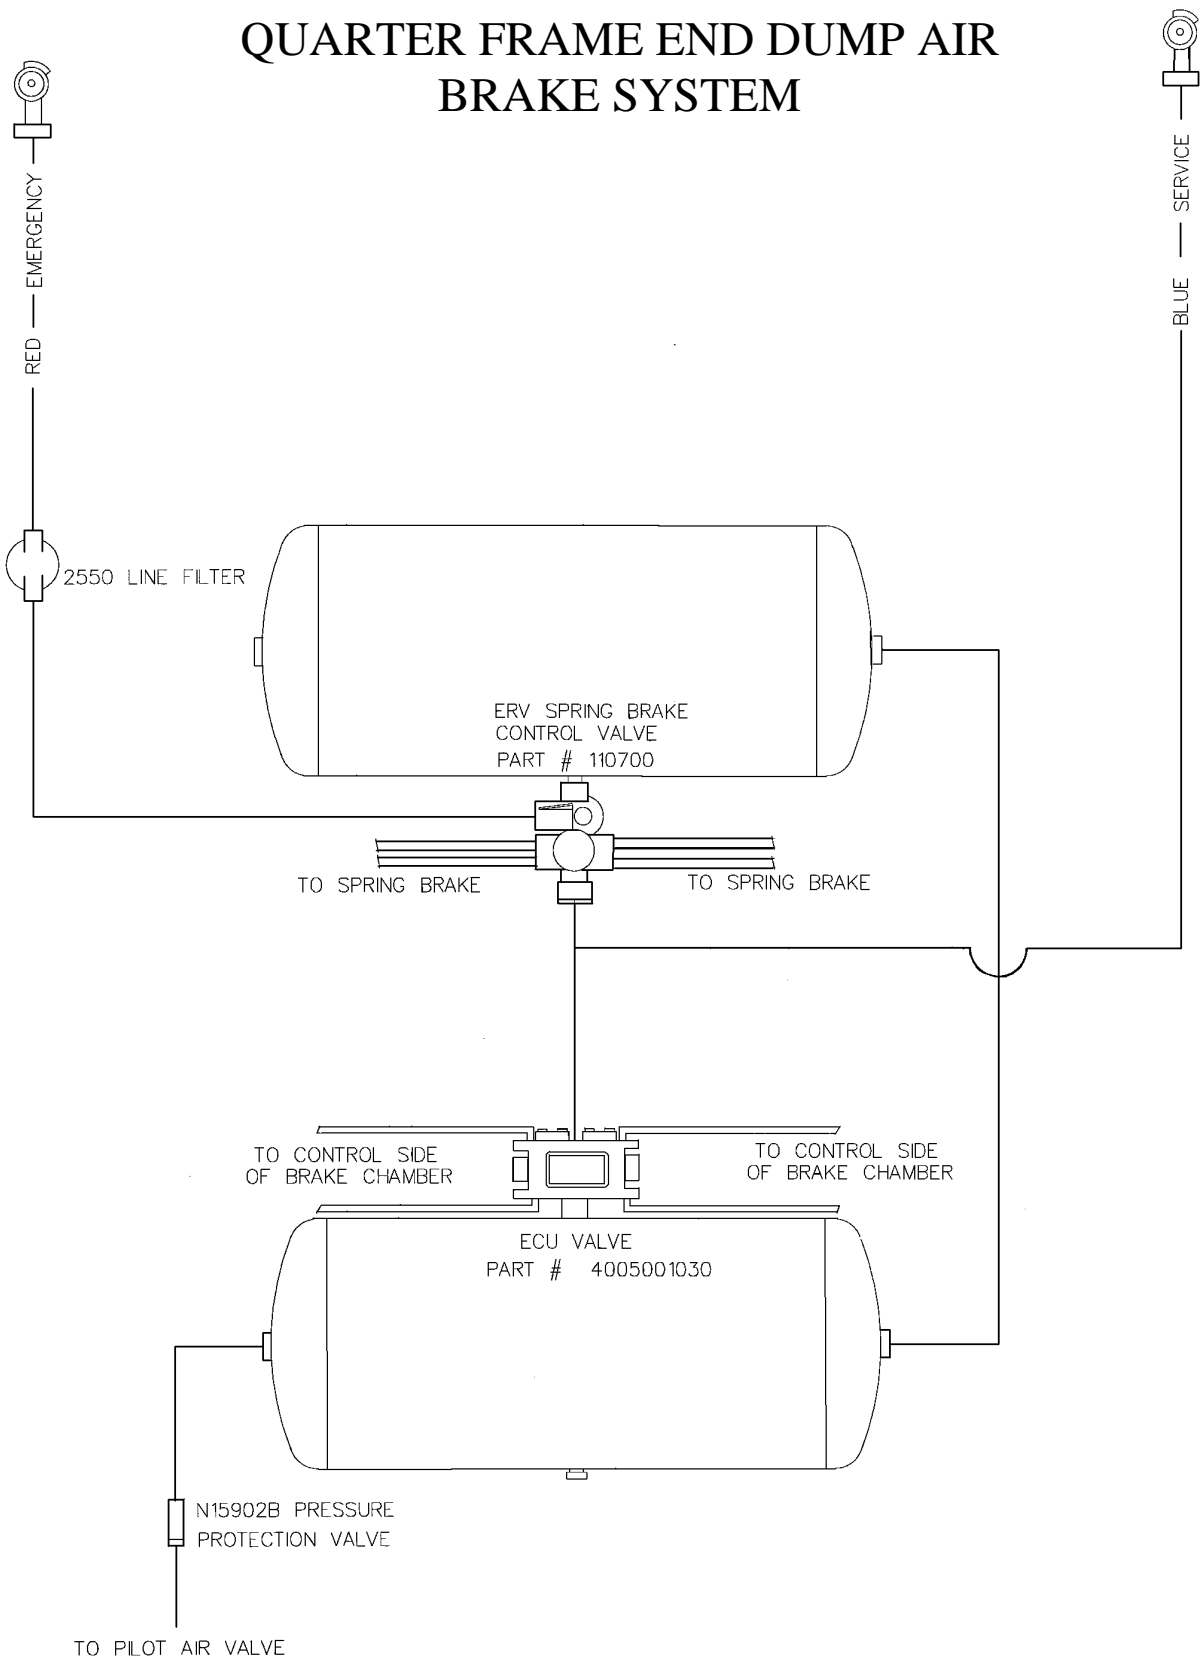 QUARTER FRAME END DUMP AIR
BRAKE SYSTEM
RED — EMERGENCY
BLUE — SERVICE
2550 LINE FILTER
ERV SPRING BRAKE
CONTROL VALVE
PART # 110700
TO SPRING BRAKE
TO SPRING BRAKE
TO CONTROL SIDE
OF BRAKE CHAMBER
TO CONTROL SIDE
OF BRAKE CHAMBER
ECU VALVE
PART # 4005001030
N15902B PRESSURE
PROTECTION VALVE
TO PILOT AIR VALVE